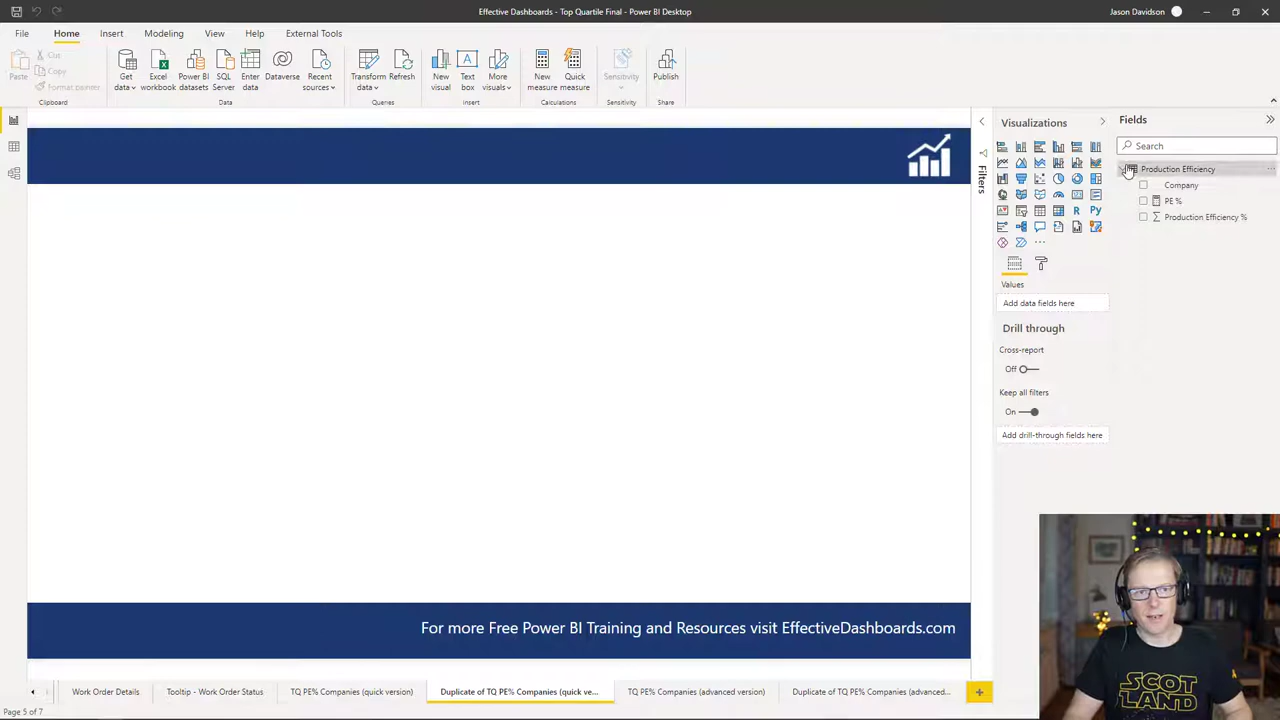 Effective Dashboards - Top Quartile Final - Power BI Desktop
Jason Davidson
File Home Insert Modeling View Help External Tools
Paste
Cut
Copy
Format painter
Clipboard
Get data
Excel workbook
Power BI datasets
SQL Server
Enter data
Dataverse
Recent sources
Data
Transform data
Refresh
Queries
New visual
Text box
More visuals
Insert
New measure
Quick measure
Calculations
Sensitivity
Sensitivity
Publish
Share
Filters
Visualizations
R Py
Values
Add data fields here
Drill through
Cross-report
Off
Keep all filters
On
Add drill-through fields here
Fields
Search
Production Efficiency
Company
PE %
Production Efficiency %
For more Free Power BI Training and Resources visit EffectiveDashboards.com
SCOT
LAND
Work Order Details
Tooltip - Work Order Status
TQ PE% Companies (quick version)
Duplicate of TQ PE% Companies (quick ve...
TQ PE% Companies (advanced version)
Duplicate of TQ PE% Companies (advanced...
Page 5 of 7